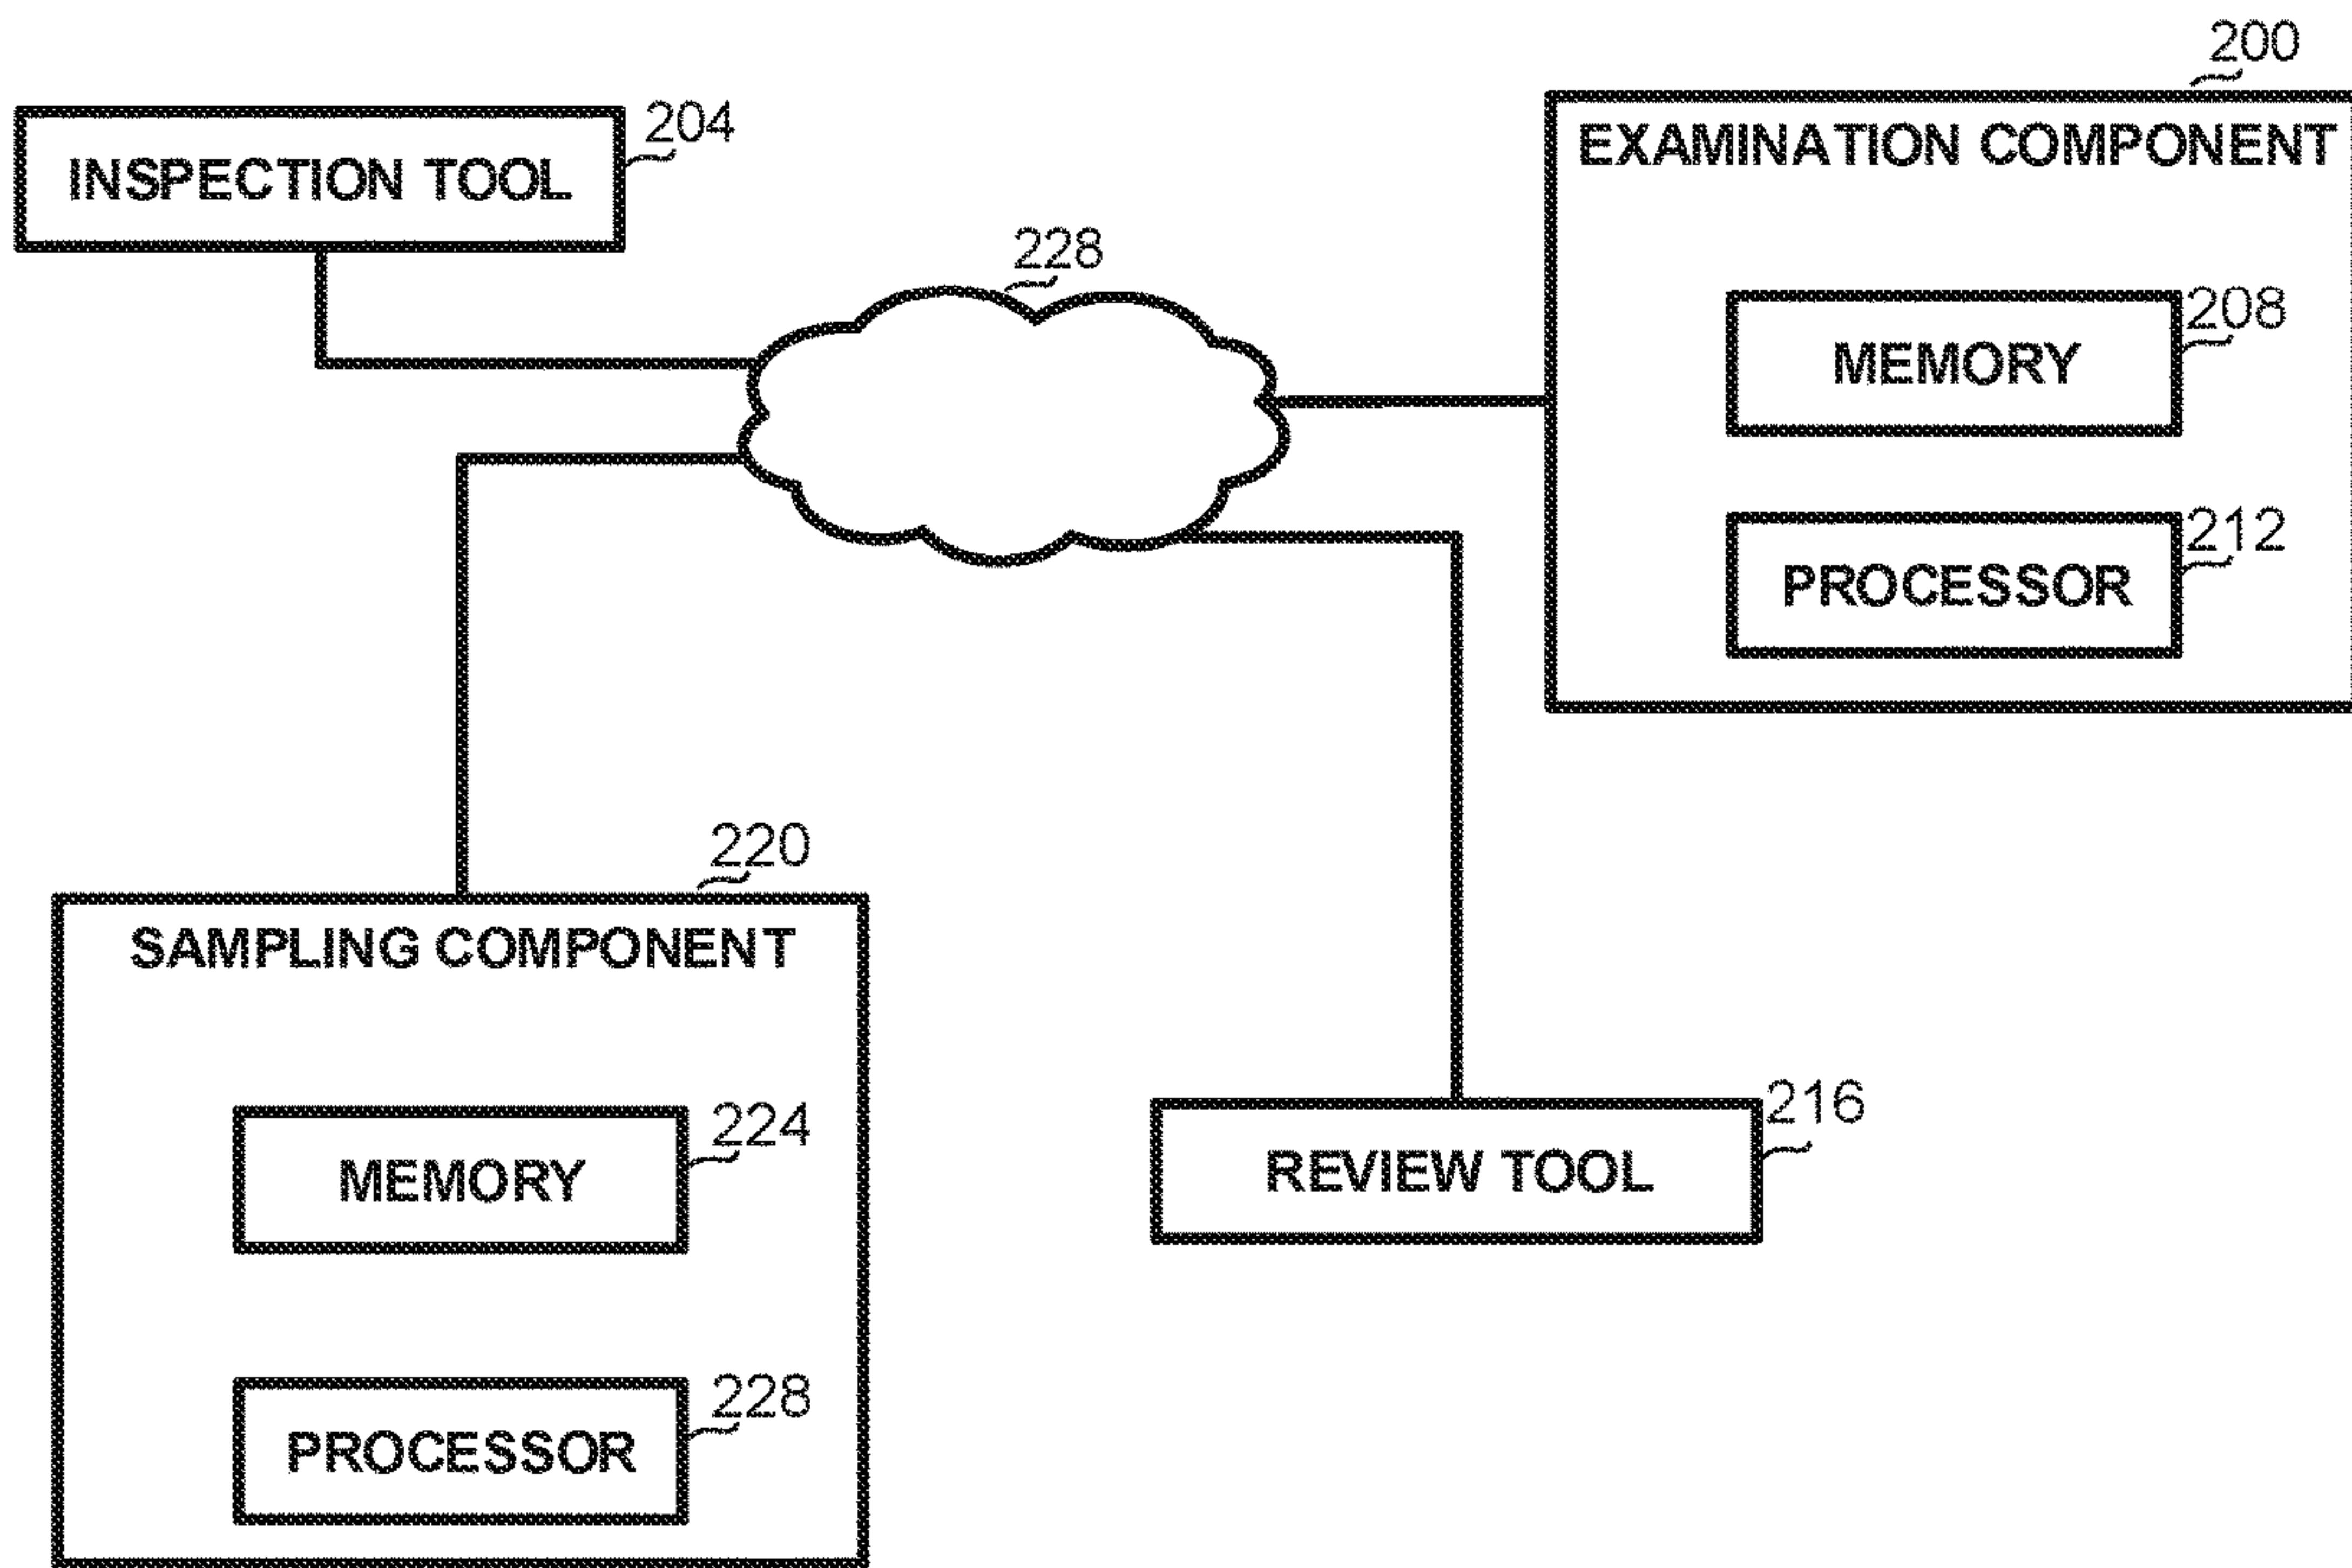 200
204
INSPECTION TOOL
EXAMINATION COMPONENT
228
208
MEMORY
212
PROCESSOR
220
SAMPLING COMPONENT
224
MEMORY
216
REVIEW TOOL
228
PROCESSOR